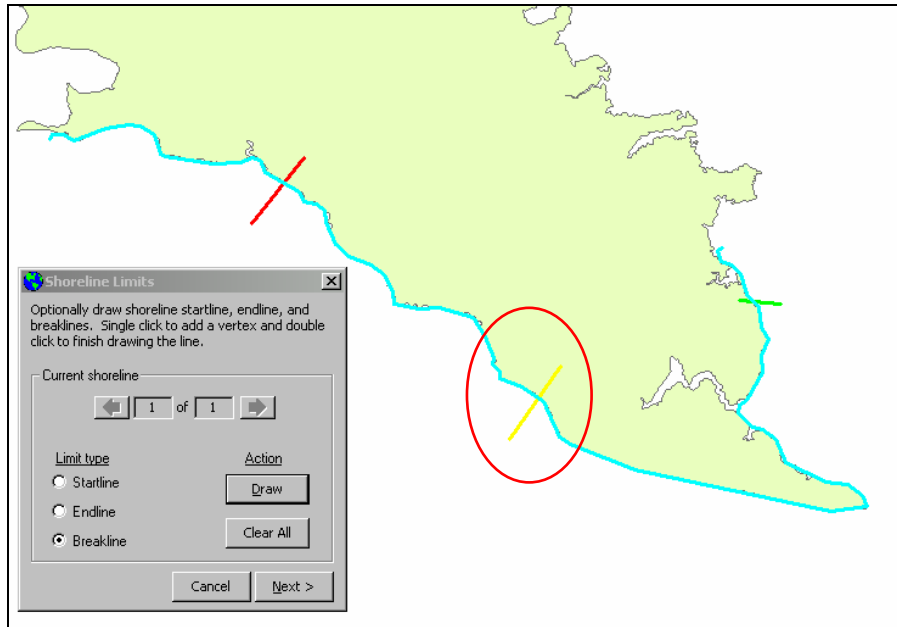 Shoreline Limits
Optionally draw shoreline startline, endline, and
breaklines. Single click to add a vertex and double
click to finish drawing the line.
Current shoreline
1 of 1
Limit type
Action
Startline
Draw
Endline
Breakline
Clear All
Cancel
Next >